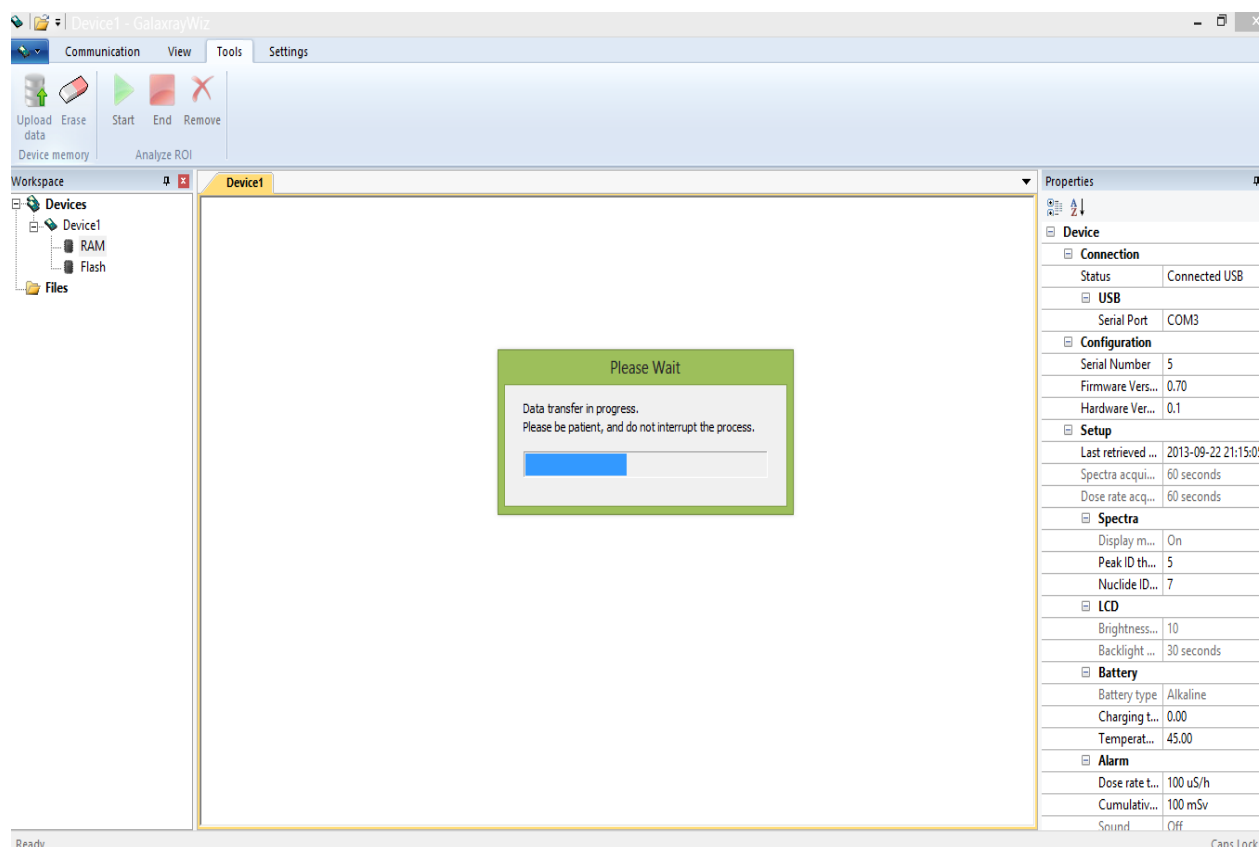 Device1 - GalaxrayWiz
Communication View Tools Settings
Upload data Erase Start End Remove
Device memory Analyze ROI
Workspace
Devices
Device1
RAM
Flash
Files
Device1
Please Wait
Data transfer in progress.
Please be patient, and do not interrupt the process.
Properties
Device
Connection
Status Connected USB
USB
Serial Port COM3
Configuration
Serial Number 5
Firmware Vers... 0.70
Hardware Ver... 0.1
Setup
Last retrieved ... 2013-09-22 21:15:05
Spectra acqui... 60 seconds
Dose rate acq... 60 seconds
Spectra
Display m... On
Peak ID th... 5
Nuclide ID... 7
LCD
Brightness... 10
Backlight ... 30 seconds
Battery
Battery type Alkaline
Charging t... 0.00
Temperat... 45.00
Alarm
Dose rate t... 100 uS/h
Cumulativ... 100 mSv
Sound Off
Ready Caps Lock